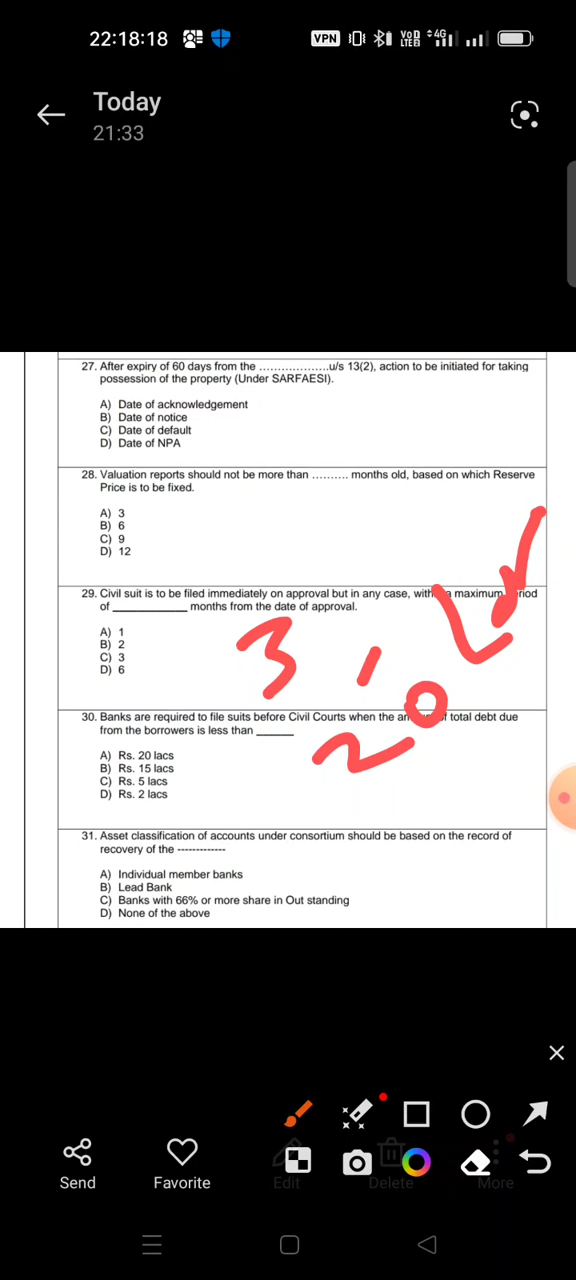 22:18:18 VPN VoD LTE2 4G
Today
21:33
27. After expiry of 60 days from the ...................u/s 13(2), action to be initiated for taking
possession of the property (Under SARFAESI).
A) Date of acknowledgement
B) Date of notice
C) Date of default
D) Date of NPA
28. Valuation reports should not be more than .......... months old, based on which Reserve
Price is to be fixed.
A) 3
B) 6
C) 9
D) 12
29. Civil suit is to be filed immediately on approval but in any case, with maximum
of ___________ months from the date of approval.
A) 1
B) 2
C) 3
D) 6
3
20
30. Banks are required to file suits before Civil Courts when the total debt due
from the borrowers is less than ______
A) Rs. 20 lacs
B) Rs. 15 lacs
C) Rs. 5 lacs
D) Rs. 2 lacs
31. Asset classification of accounts under consortium should be based on the record of
recovery of the -------------
A) Individual member banks
B) Lead Bank
C) Banks with 66% or more share in Out standing
D) None of the above
Send Favorite Edit Delete More